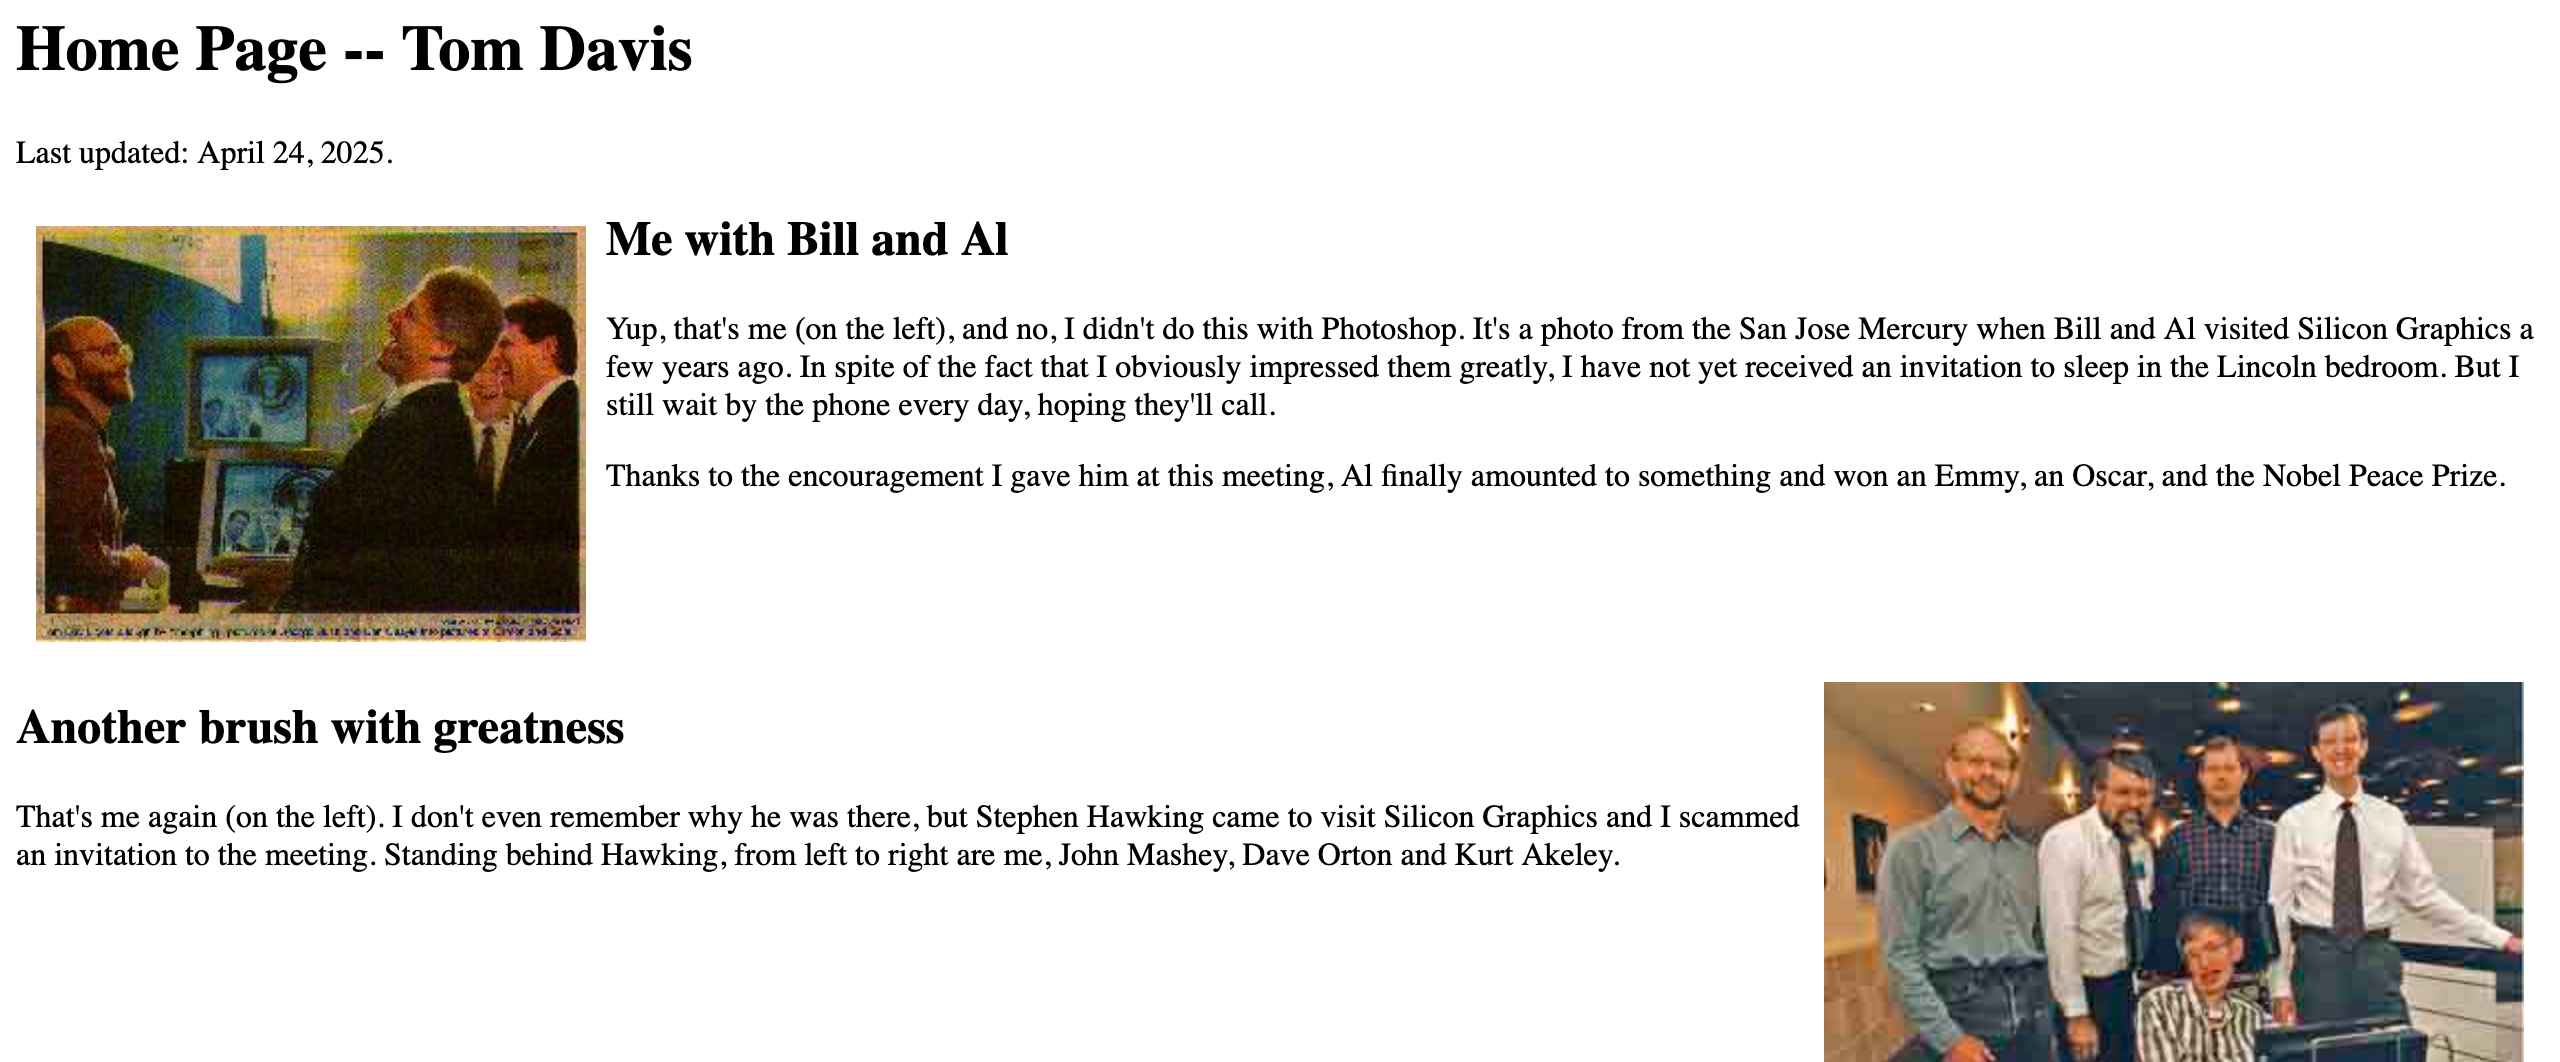 Home Page -- Tom Davis
Last updated: April 24, 2025.
Me with Bill and Al
Yup, that's me (on the left), and no, I didn't do this with Photoshop. It's a photo from the San Jose Mercury when Bill and Al visited Silicon Graphics a
few years ago. In spite of the fact that I obviously impressed them greatly, I have not yet received an invitation to sleep in the Lincoln bedroom. But I
still wait by the phone every day, hoping they'll call.
Thanks to the encouragement I gave him at this meeting, Al finally amounted to something and won an Emmy, an Oscar, and the Nobel Peace Prize.
Another brush with greatness
That's me again (on the left). I don't even remember why he was there, but Stephen Hawking came to visit Silicon Graphics and I scammed
an invitation to the meeting. Standing behind Hawking, from left to right are me, John Mashey, Dave Orton and Kurt Akeley.